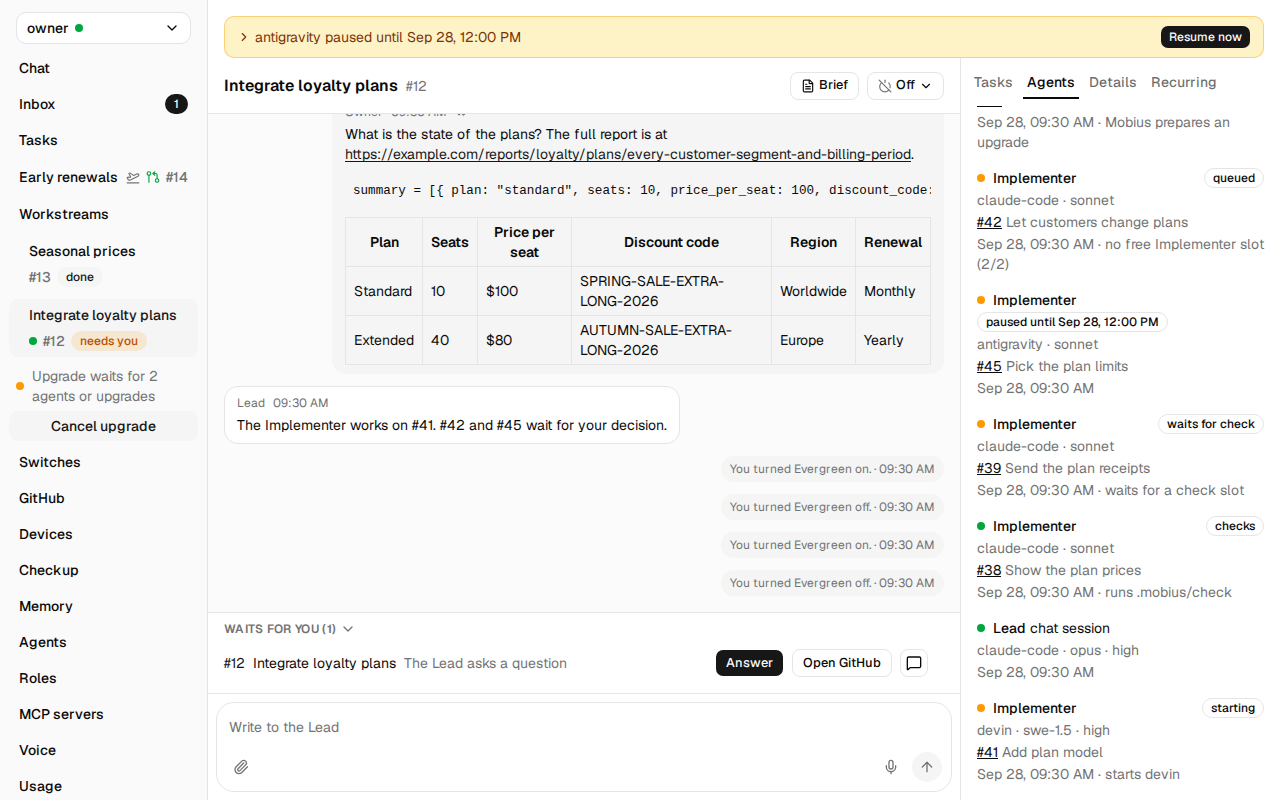 owner
Chat
Inbox 1
Tasks
Early renewals #14
Workstreams
Seasonal prices
#13 done
Integrate loyalty plans
#12 needs you
Upgrade waits for 2
agents or upgrades
Cancel upgrade
Switches
GitHub
Devices
Checkup
Memory
Agents
Roles
MCP servers
Voice
Usage
antigravity paused until Sep 28, 12:00 PM
Resume now
Integrate loyalty plans #12
Brief
Off
What is the state of the plans? The full report is at
https://example.com/reports/loyalty/plans/every-customer-segment-and-billing-period.
summary = [{ plan: "standard", seats: 10, price_per_seat: 100, discount_code:
Plan Seats Price per seat Discount code Region Renewal
Standard 10 $100 SPRING-SALE-EXTRA-LONG-2026 Worldwide Monthly
Extended 40 $80 AUTUMN-SALE-EXTRA-LONG-2026 Europe Yearly
Lead 09:30 AM
The Implementer works on #41. #42 and #45 wait for your decision.
You turned Evergreen on. · 09:30 AM
You turned Evergreen off. · 09:30 AM
You turned Evergreen on. · 09:30 AM
You turned Evergreen off. · 09:30 AM
WAITS FOR YOU (1)
#12 Integrate loyalty plans The Lead asks a question
Answer
Open GitHub
Write to the Lead
Tasks Agents Details Recurring
Sep 28, 09:30 AM · Mobius prepares an
upgrade
Implementer queued
claude-code · sonnet
#42 Let customers change plans
Sep 28, 09:30 AM · no free Implementer slot
(2/2)
Implementer
paused until Sep 28, 12:00 PM
antigravity · sonnet
#45 Pick the plan limits
Sep 28, 09:30 AM
Implementer waits for check
claude-code · sonnet
#39 Send the plan receipts
Sep 28, 09:30 AM · waits for a check slot
Implementer checks
claude-code · sonnet
#38 Show the plan prices
Sep 28, 09:30 AM · runs .mobius/check
Lead chat session
claude-code · opus · high
Sep 28, 09:30 AM
Implementer starting
devin · swe-1.5 · high
#41 Add plan model
Sep 28, 09:30 AM · starts devin